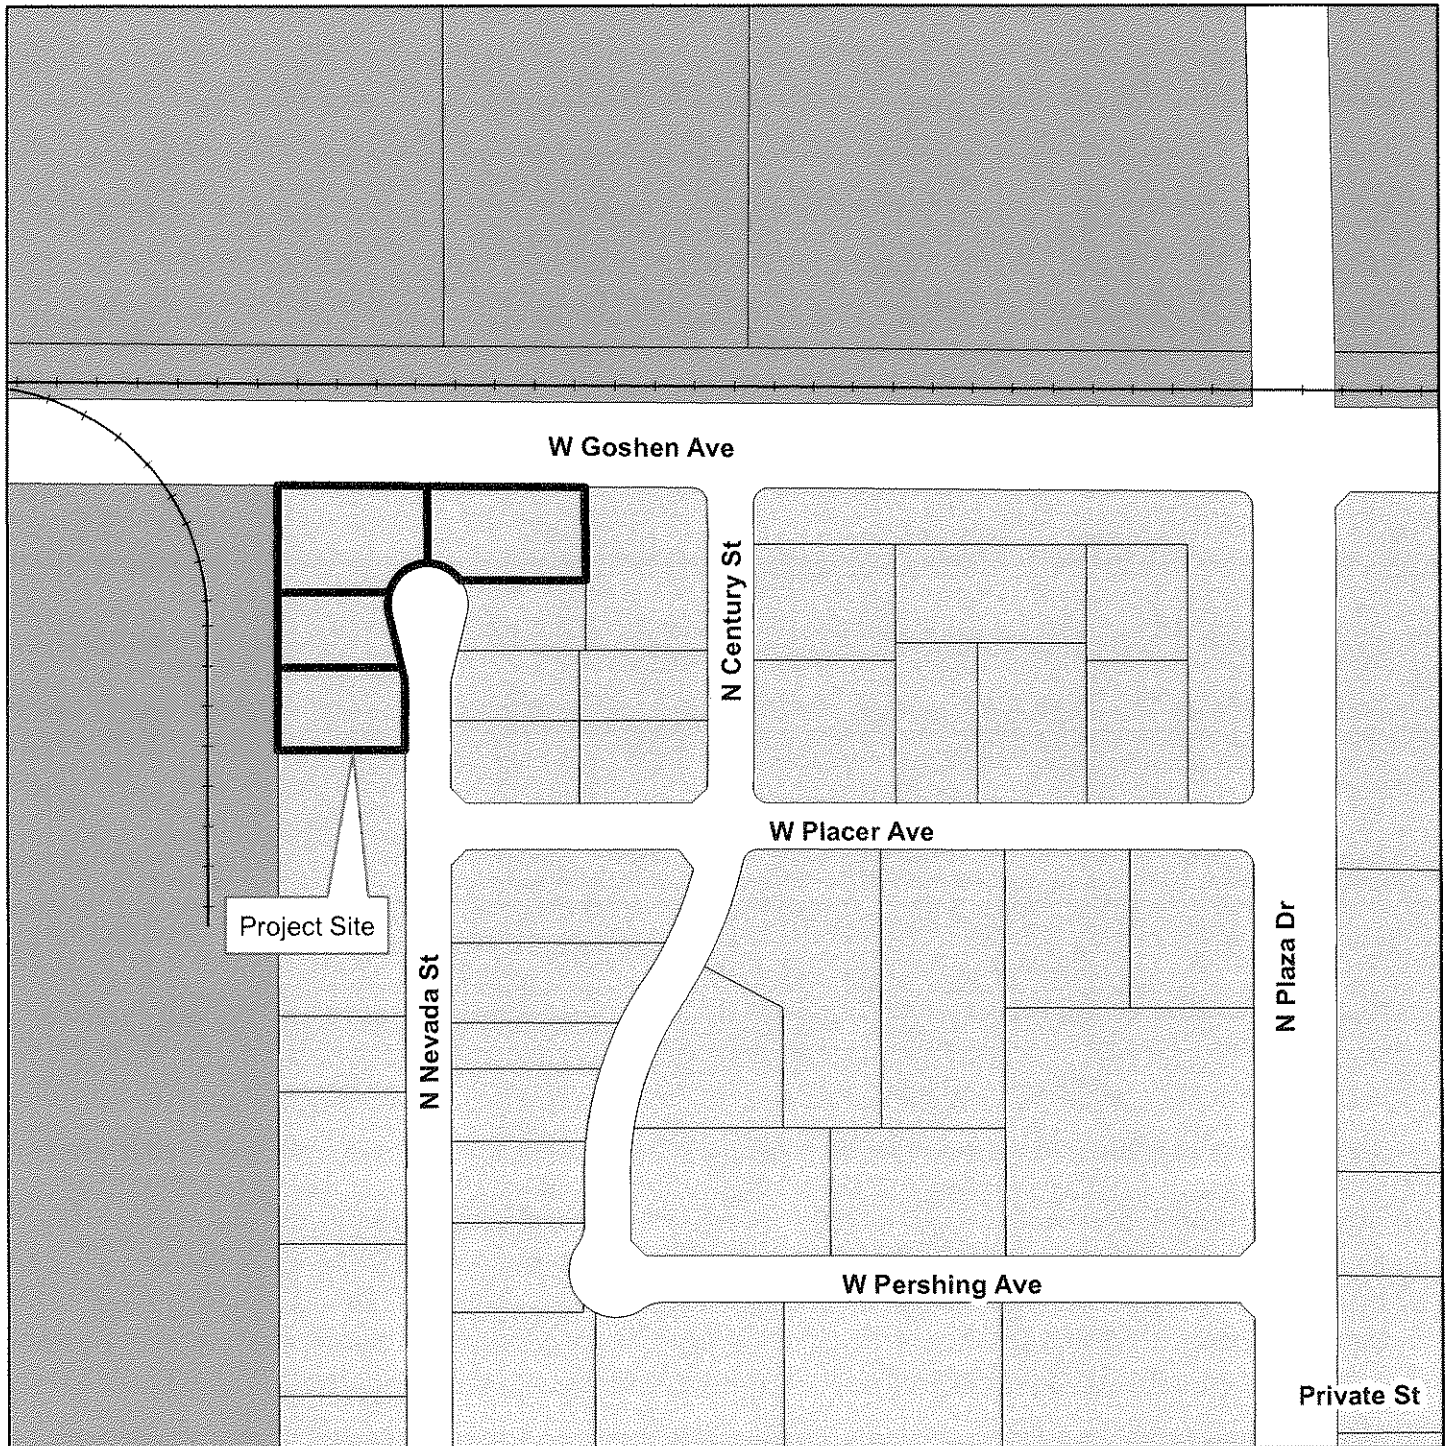 W Goshen Ave
N Century St
W Placer Ave
Project Site
N Nevada St
N Plaza Dr
W Pershing Ave
Private St